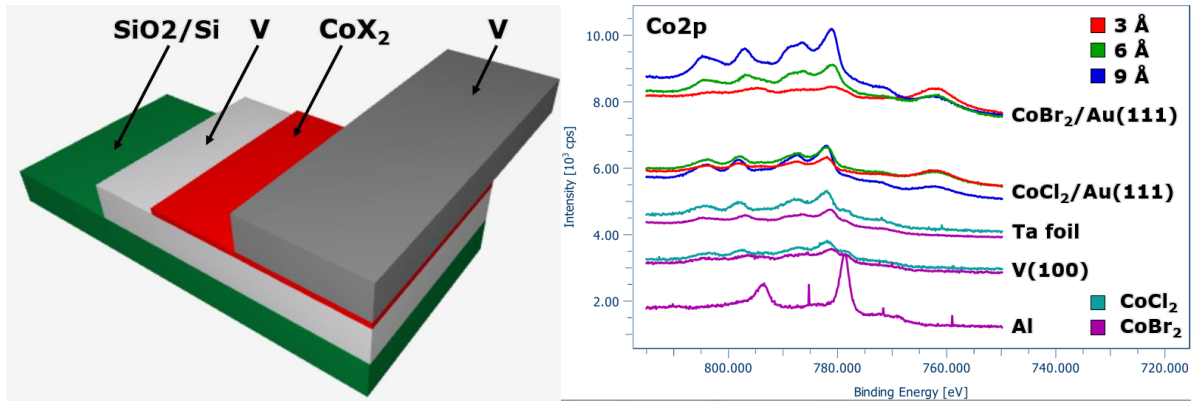 SiO2/Si V CoX₂ V
Co2p
3 Å
6 Å
9 Å
CoBr₂/Au(111)
CoCl₂/Au(111)
Ta foil
V(100)
CoCl₂
Al
CoBr₂
10.00
8.00
6.00
4.00
2.00
Intensity [10³ cps]
800.000 780.000 760.000 740.000 720.000
Binding Energy [eV]